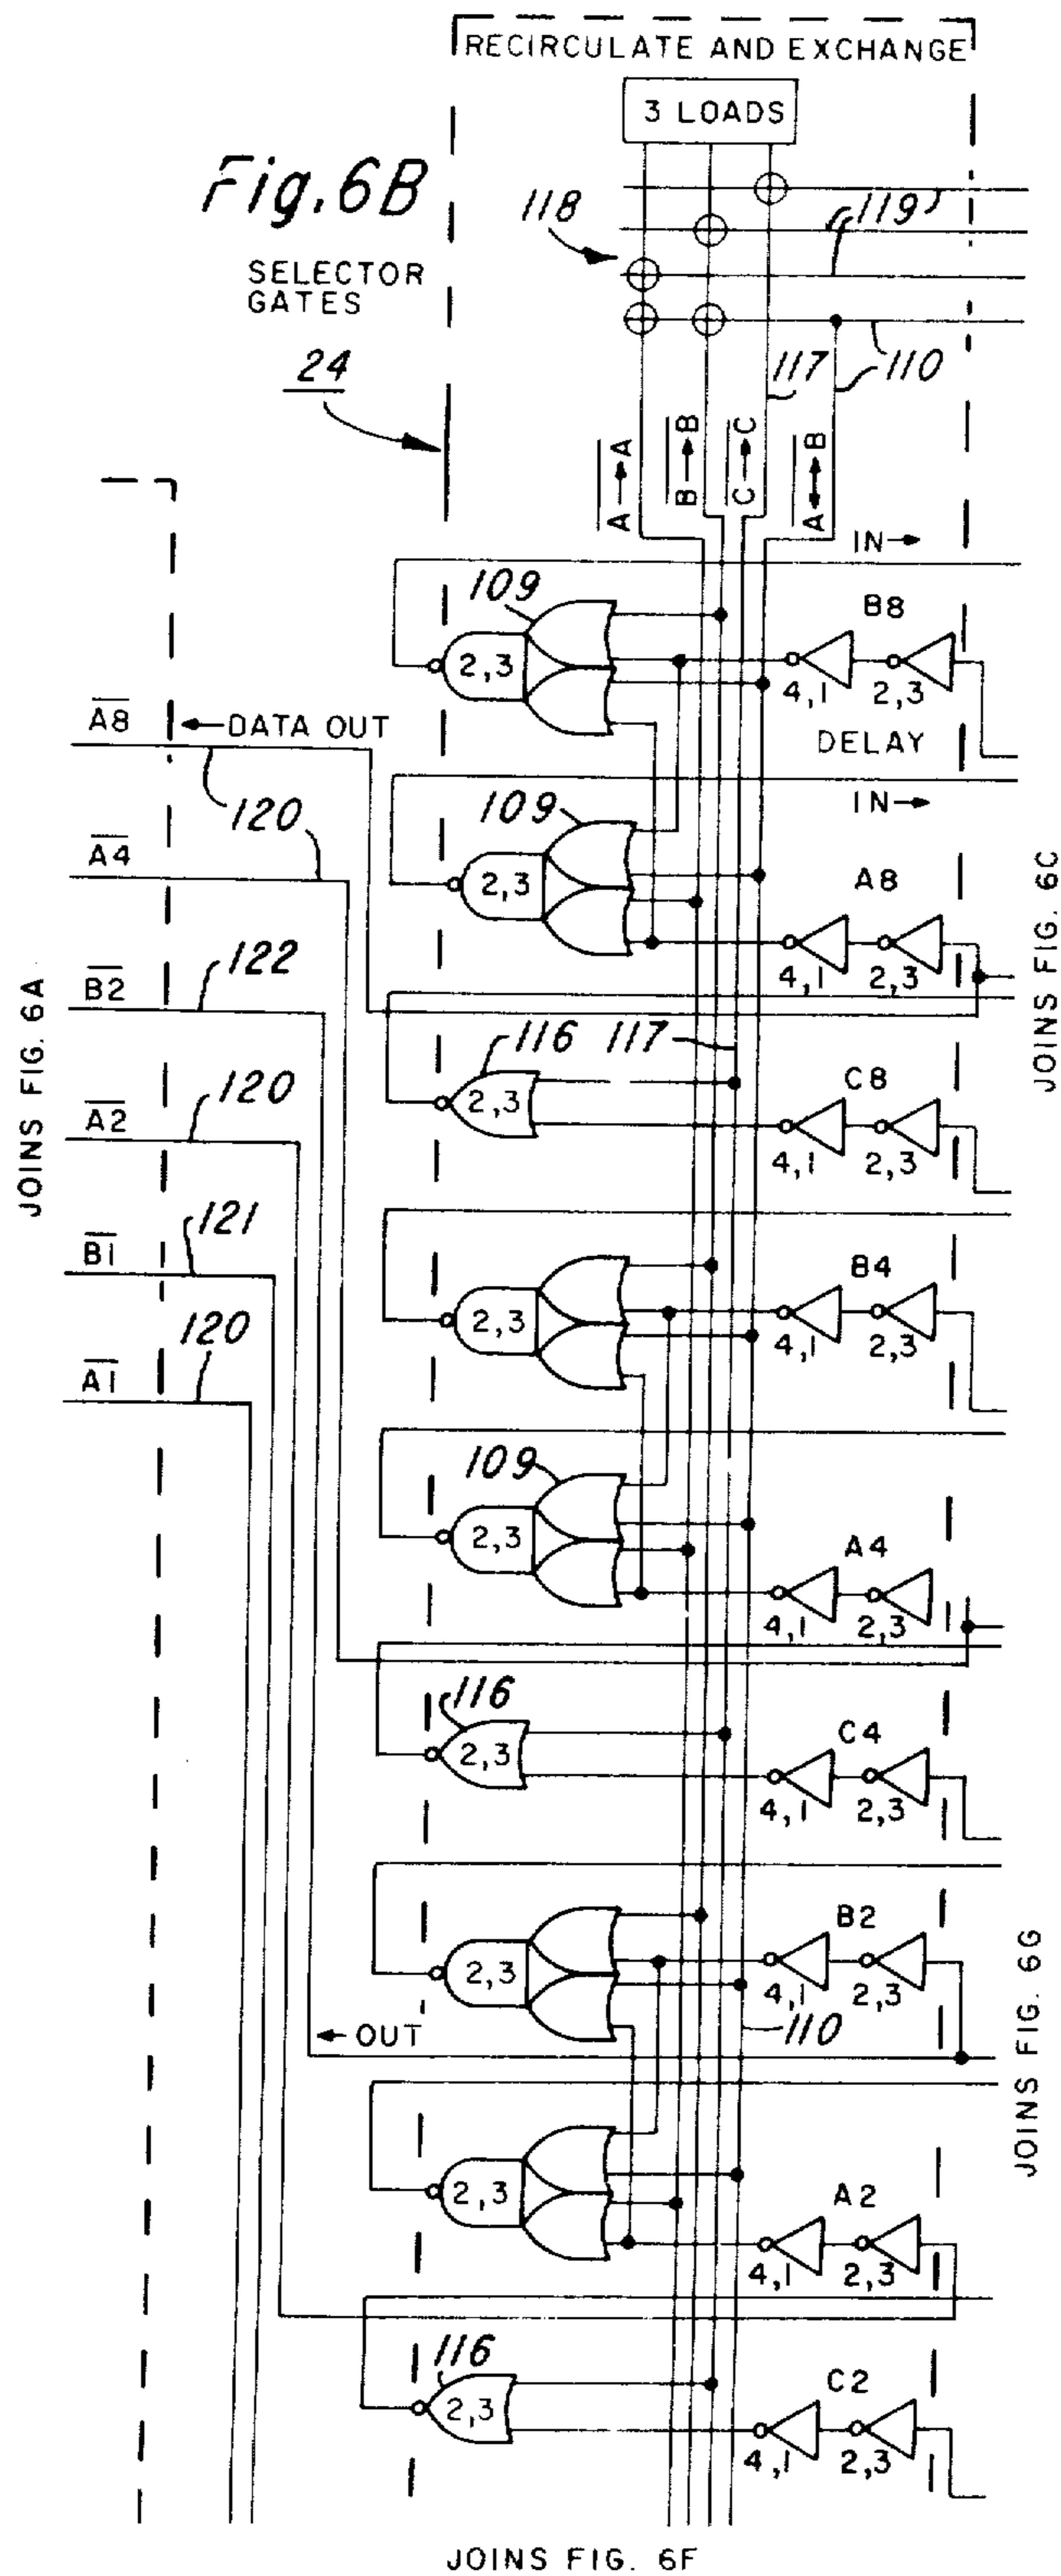 RECIRCULATE AND EXCHANGE
3 LOADS
Fig. 6B
118
119
SELECTOR
GATES
24
117
110
A→A
B→B
C→C
A↔B
IN→
109
B8
2,3
4,1
2,3
A8
←DATA OUT
DELAY
120
IN→
109
A4
A8
2,3
4,1
2,3
JOINS FIG. 6C
B2
122
JOINS FIG. 6A
116
117
C8
2,3
4,1
2,3
A2
120
B1
121
B4
2,3
4,1
2,3
A1
120
109
A4
2,3
4,1
2,3
116
C4
2,3
4,1
2,3
B2
2,3
4,1
2,3
←OUT
110
JOINS FIG. 6G
A2
2,3
4,1
2,3
116
C2
2,3
4,1
2,3
JOINS FIG. 6F